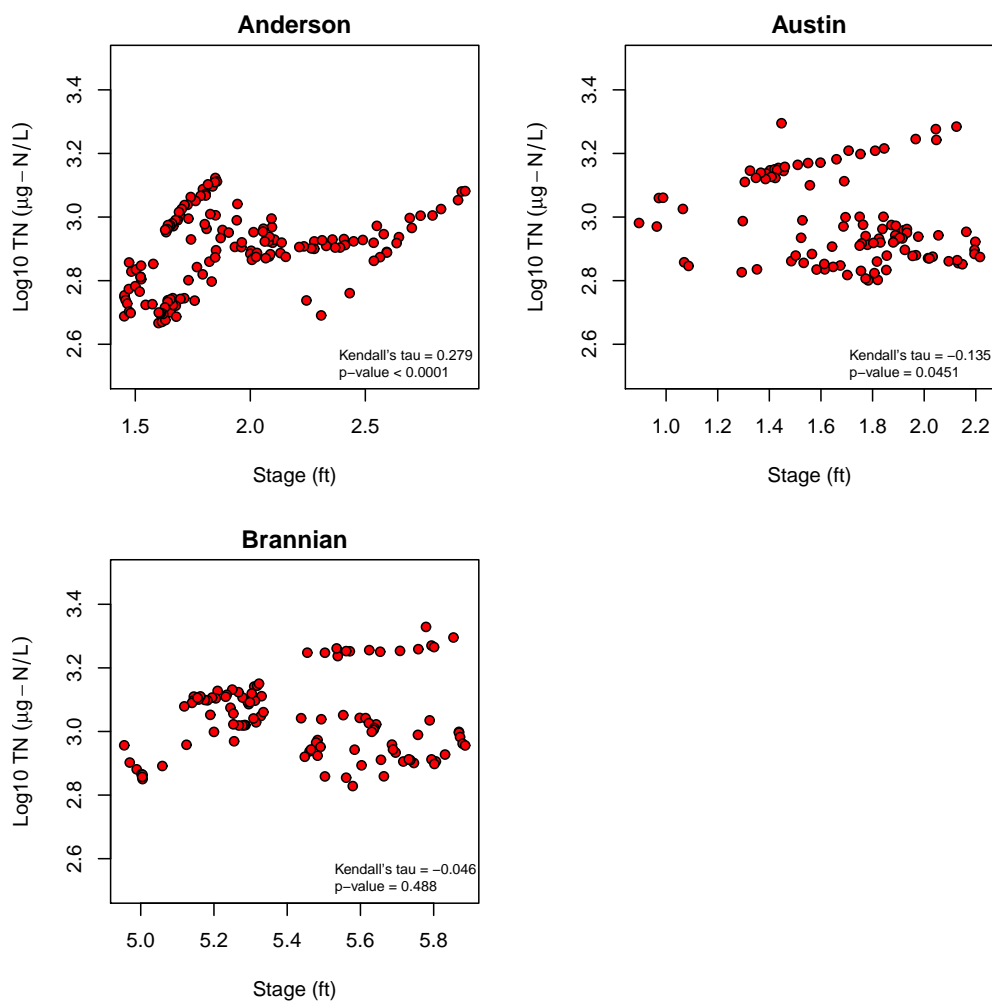 Anderson
Log10 TN (µg−N/L)
3.4
3.2
3.0
2.8
2.6
Kendall's tau = 0.279
p−value < 0.0001
1.5
2.0
2.5
Stage (ft)
Austin
Log10 TN (µg−N/L)
3.4
3.2
3.0
2.8
2.6
Kendall's tau = −0.135
p−value = 0.0451
1.0
1.2
1.4
1.6
1.8
2.0
2.2
Stage (ft)
Brannian
Log10 TN (µg−N/L)
3.4
3.2
3.0
2.8
2.6
Kendall's tau = −0.046
p−value = 0.488
5.0
5.2
5.4
5.6
5.8
Stage (ft)